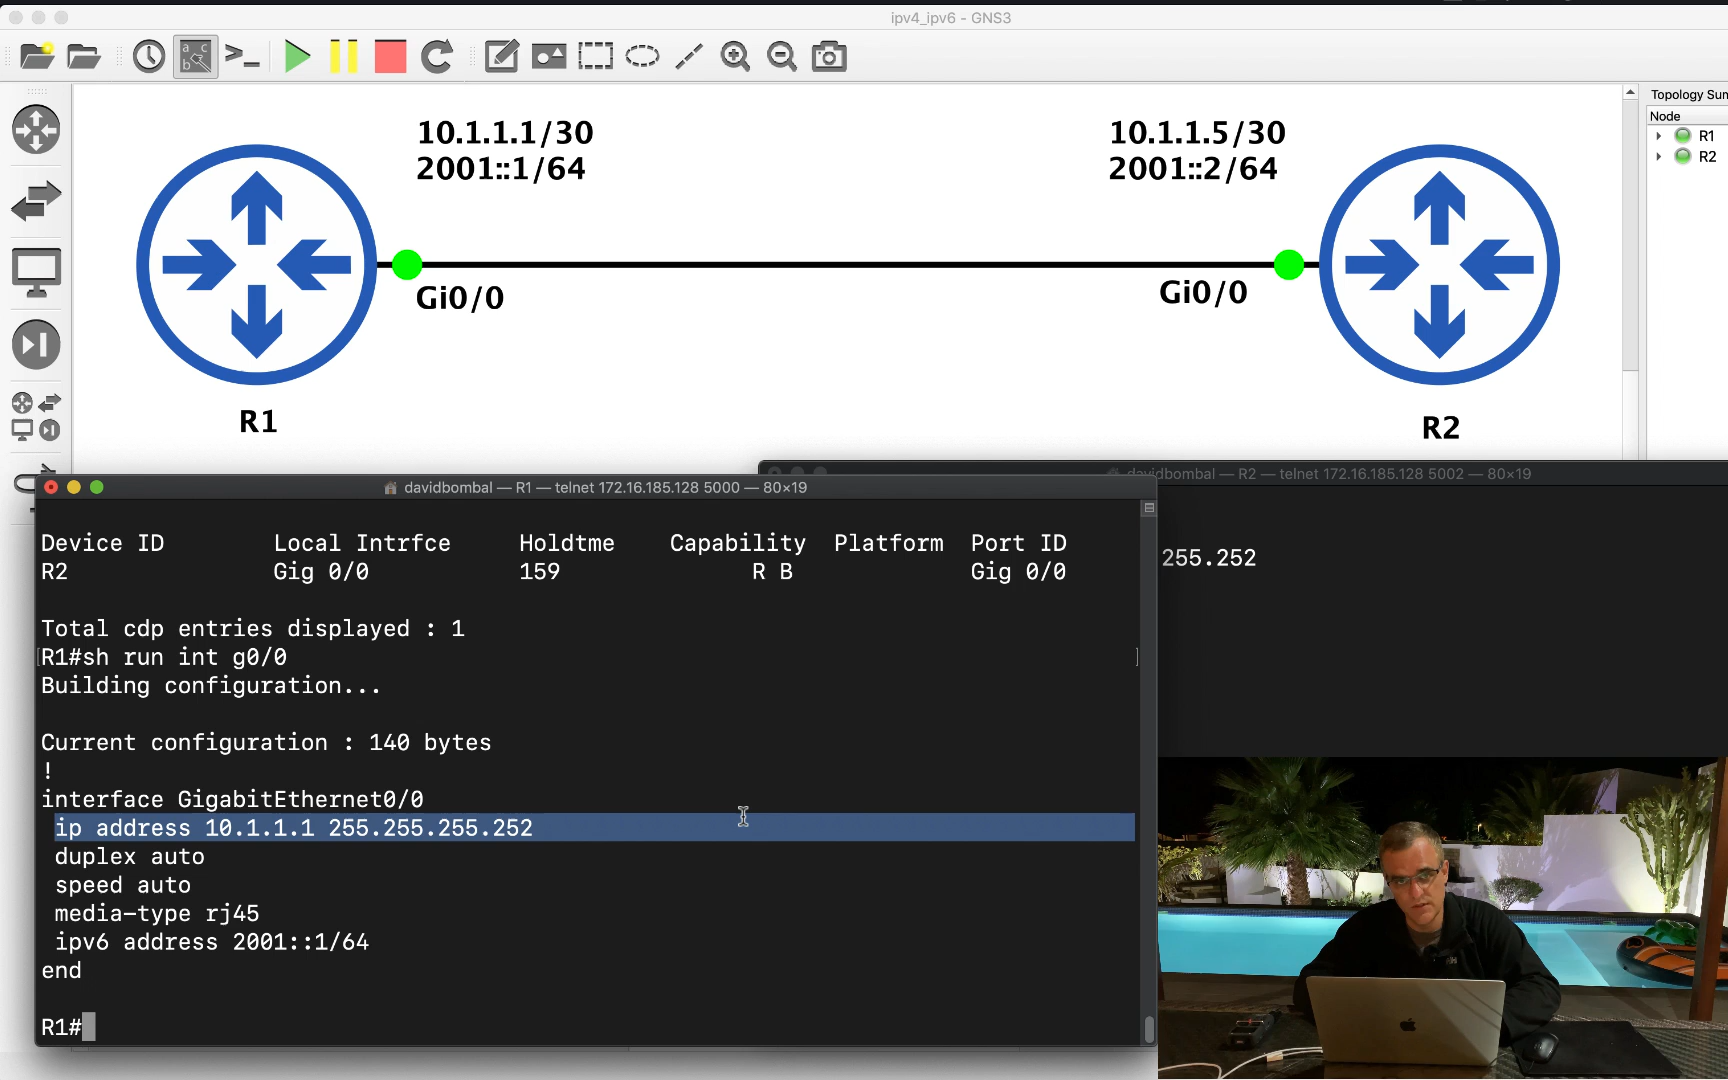 ipv4_ipv6 - GNS3
10.1.1.1/30
2001::1/64
10.1.1.5/30
2001::2/64
Gi0/0
Gi0/0
R1
R2
Topology Sum
Node
R1
R2
davidbombal — R2 — telnet 172.16.185.128 5002 — 80×19
255.252
davidbombal — R1 — telnet 172.16.185.128 5000 — 80×19
Device ID Local Intrfce Holdtme Capability Platform Port ID
R2 Gig 0/0 159 R B Gig 0/0
Total cdp entries displayed : 1
R1#sh run int g0/0
Building configuration...
Current configuration : 140 bytes
!
interface GigabitEthernet0/0
ip address 10.1.1.1 255.255.255.252
duplex auto
speed auto
media-type rj45
ipv6 address 2001::1/64
end
R1#